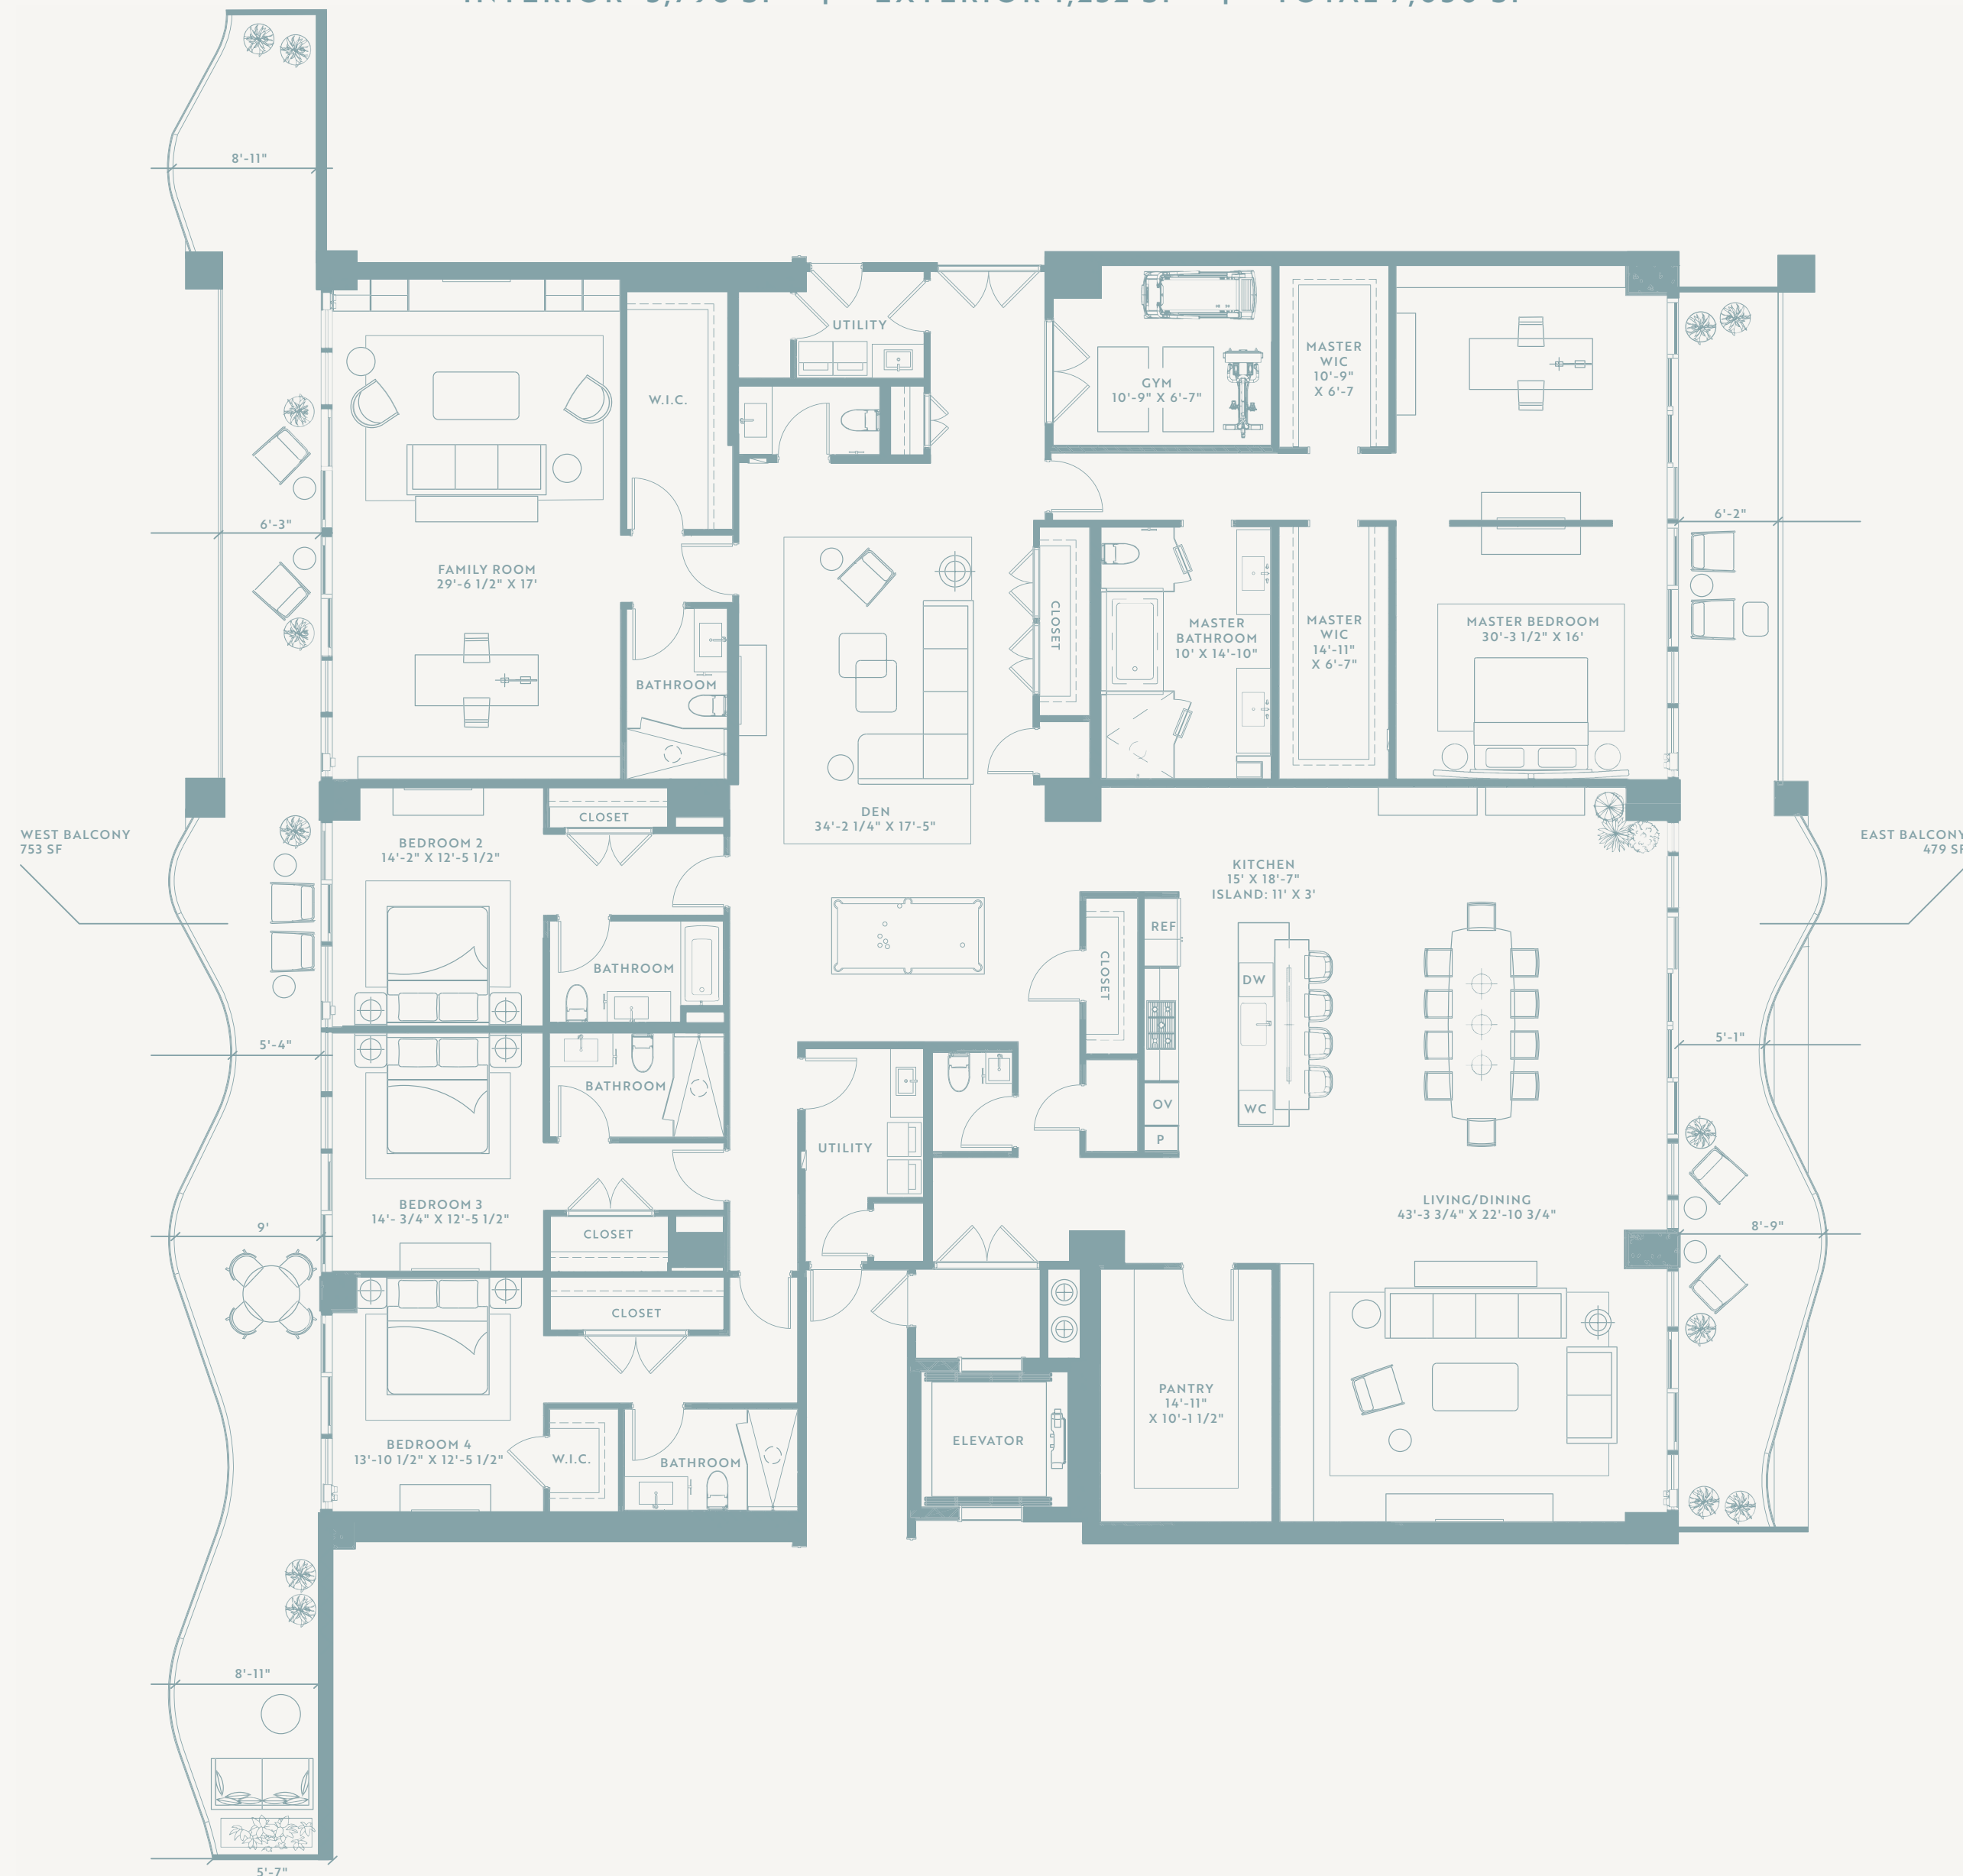 8'-11"
UTILITY
MASTER
WIC
10'-9"
X 6'-7
GYM
10'-9" X 6'-7"
W.I.C.
6'-3"
6'-2"
FAMILY ROOM
29'-6 1/2" X 17'
CLOSET
MASTER
BATHROOM
10' X 14'-10"
MASTER
WIC
14'-11"
X 6'-7"
MASTER BEDROOM
30'-3 1/2" X 16'
BATHROOM
DEN
34'-2 1/4" X 17'-5"
CLOSET
WEST BALCONY
753 SF
EAST BALCONY
479 SF
BEDROOM 2
14'-2" X 12'-5 1/2"
KITCHEN
15' X 18'-7"
ISLAND: 11' X 3'
REF
BATHROOM
CLOSET
DW
5'-4"
5'-1"
BATHROOM
OV
WC
P
UTILITY
BEDROOM 3
14'- 3/4" X 12'-5 1/2"
LIVING/DINING
43'-3 3/4" X 22'-10 3/4"
9'
CLOSET
8'-9"
CLOSET
PANTRY
14'-11"
X 10'-1 1/2"
BEDROOM 4
13'-10 1/2" X 12'-5 1/2"
W.I.C.
BATHROOM
ELEVATOR
8'-11"
5'-7"